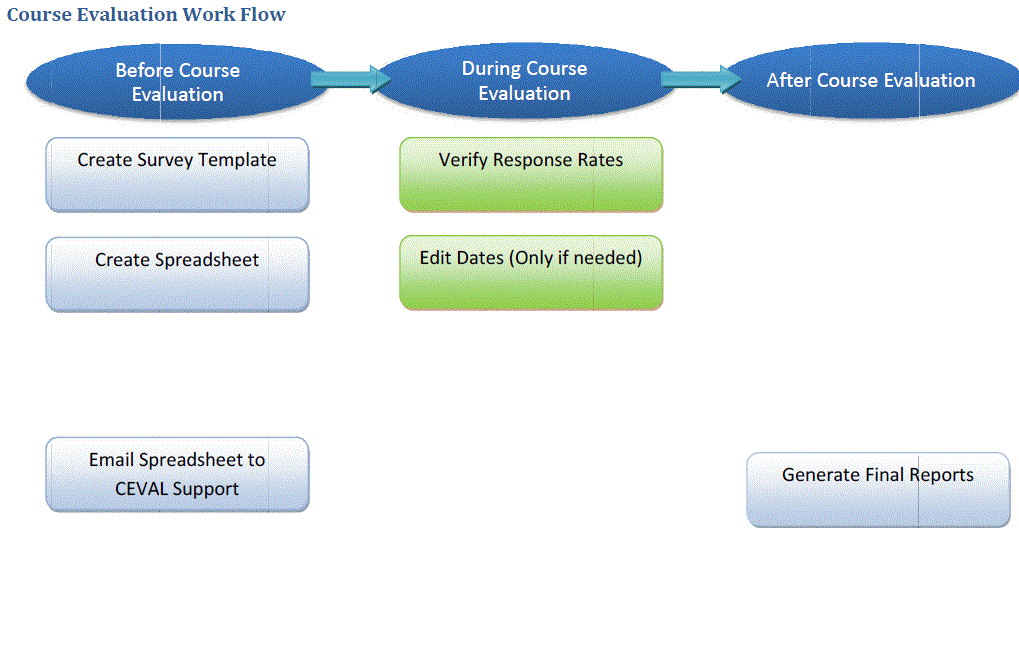 Course Evaluation Work Flow
Before Course
Evaluation
During Course
Evaluation
After Course Evaluation
Create Survey Template
Verify Response Rates
Create Spreadsheet
Edit Dates (Only if needed)
Email Spreadsheet to
CEVAL Support
Generate Final Reports